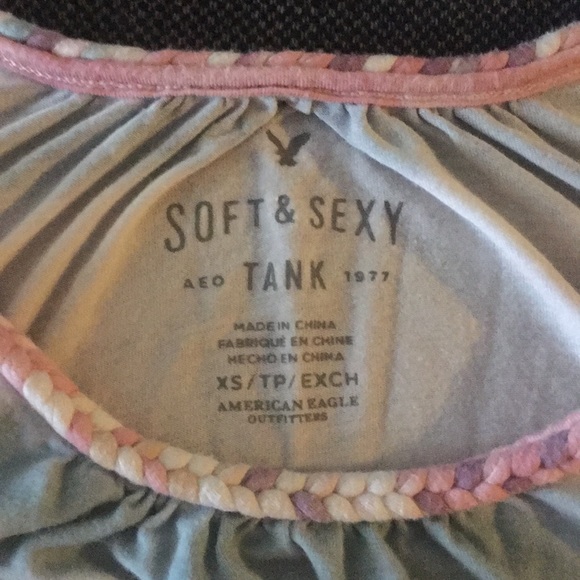 SOFT & SEXY
AEO TANK 1977
MADE IN CHINA
FABRIQUÉ EN CHINE
HECHO EN CHINA
XS/TP/EXCH
AMERICAN EAGLE
OUTFITTERS